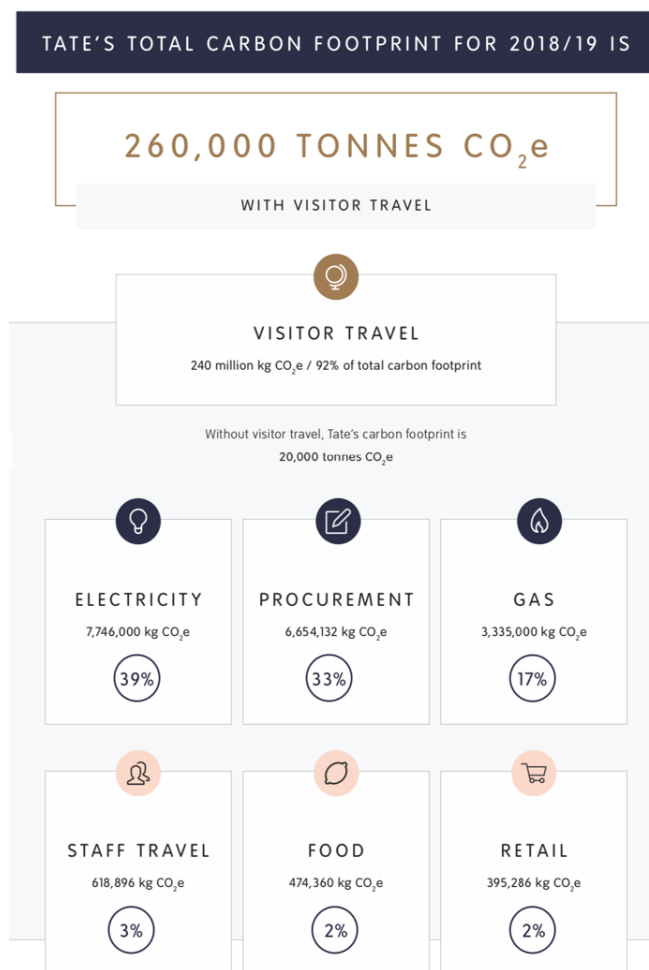 TATE'S TOTAL CARBON FOOTPRINT FOR 2018/19 IS
260,000 TONNES CO₂e
WITH VISITOR TRAVEL
VISITOR TRAVEL
240 million kg CO₂e / 92% of total carbon footprint
Without visitor travel, Tate's carbon footprint is
20,000 tonnes CO₂e
ELECTRICITY
7,746,000 kg CO₂e
39%
PROCUREMENT
6,654,132 kg CO₂e
33%
GAS
3,335,000 kg CO₂e
17%
STAFF TRAVEL
618,896 kg CO₂e
3%
FOOD
474,360 kg CO₂e
2%
RETAIL
395,286 kg CO₂e
2%